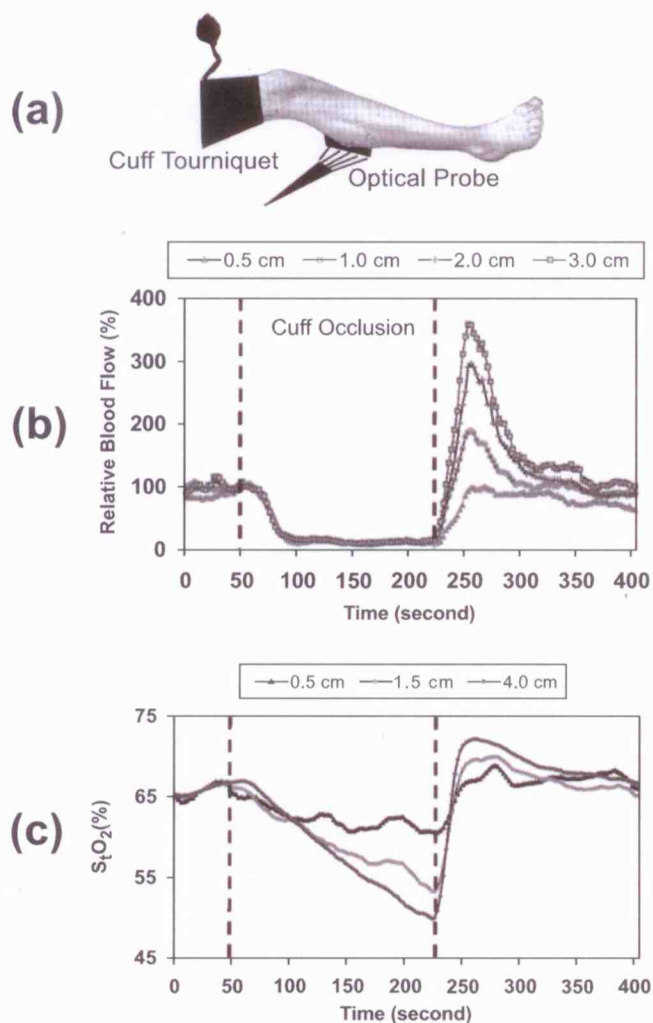 (a)
Cuff Tourniquet
Optical Probe
0.5 cm 1.0 cm 2.0 cm 3.0 cm
(b)
Relative Blood Flow (%)
400
300
200
100
0
Cuff Occlusion
0 50 100 150 200 250 300 350 400
Time (second)
0.5 cm 1.5 cm 4.0 cm
(c)
StO2(%)
75
65
55
45
0 50 100 150 200 250 300 350 400
Time (second)